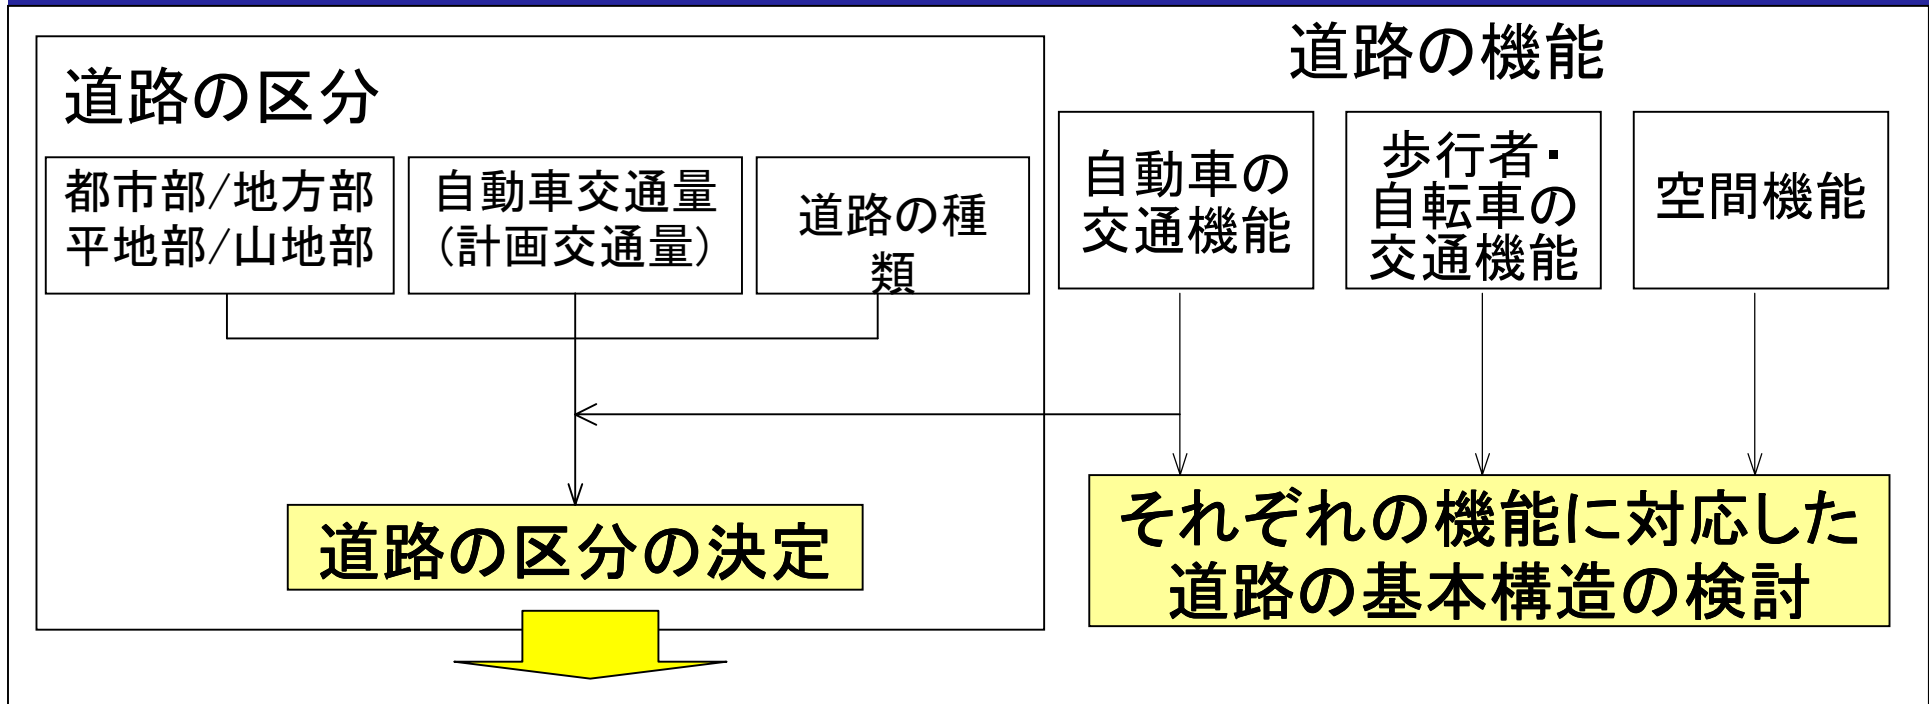 道路の区分
都市部/地方部
平地部/山地部
自動車交通量
(計画交通量)
道路の種
類
道路の機能
自動車の
交通機能
歩行者・
自転車の
交通機能
空間機能
道路の区分の決定
それぞれの機能に対応した
道路の基本構造の検討